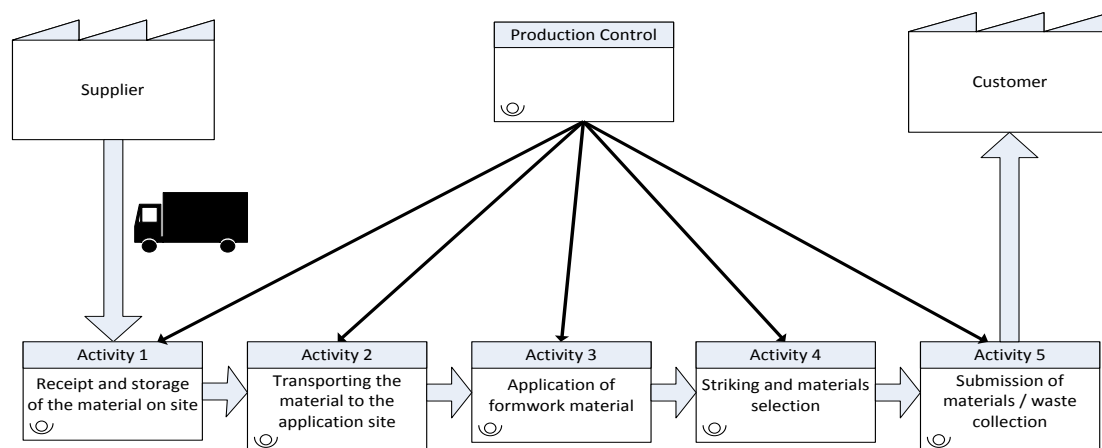 Supplier
Production Control
Customer
Activity 1
Receipt and storage
of the material on site
Activity 2
Transporting the
material to the
application site
Activity 3
Application of
formwork material
Activity 4
Striking and materials
selection
Activity 5
Submission of
materials / waste
collection